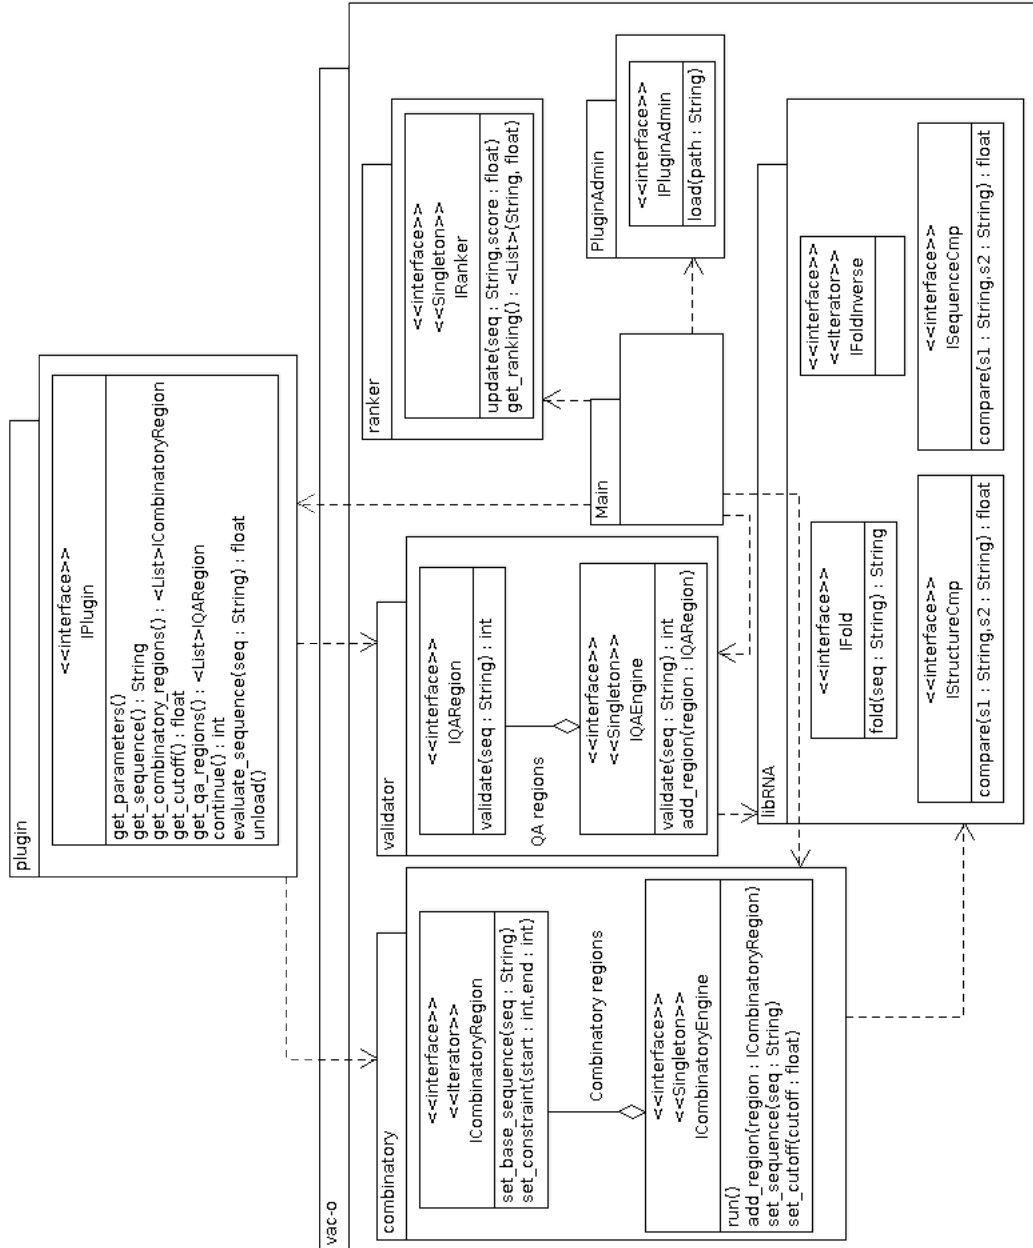 plugin
<<interface>>
IPlugin
get_parameters()
get_sequence() : String
get_combinatory_regions() : <List>ICombinatoryRegion
get_cutoff() : float
get_qa_regions() : <List>IQARegion
continue() : int
evaluate_sequence(seq : String) : float
unload()
vac-o
combinatory
<<interface>>
<<Iterator>>
ICombinatoryRegion
set_base_sequence(seq : String)
set_constraint(start : int,end : int)
Combinatory regions
<<interface>>
<<Singleton>>
ICombinatoryEngine
run()
add_region(region : ICombinatoryRegion)
set_sequence(seq : String)
set_cutoff(cutoff : float)
validator
<<interface>>
IQARegion
validate(seq : String) : int
QA regions
<<interface>>
<<Singleton>>
IQAEngine
validate(seq : String) : int
add_region(region : IQARegion)
ranker
<<interface>>
<<Singleton>>
IRanker
update(seq : String,score : float)
get_ranking() : <List>(String, float)
Main
PluginAdmin
<<interface>>
IPluginAdmin
load(path : String)
libRNA
<<interface>>
IFold
fold(seq : String) : String
<<interface>>
<<Iterator>>
IFoldInverse
<<interface>>
IStructureCmp
compare(s1 : String,s2 : String) : float
<<interface>>
ISequenceCmp
compare(s1 : String,s2 : String) : float